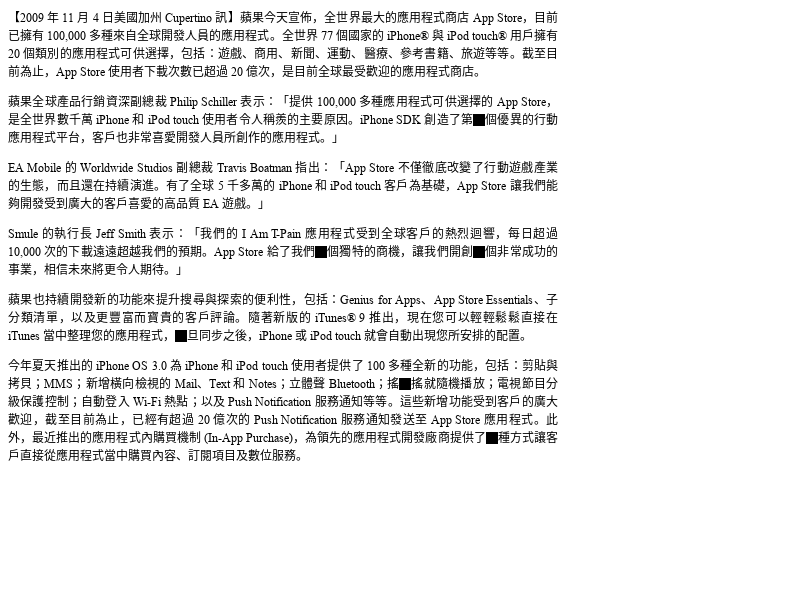 【2009 年 11 月 4 日美國加州 Cupertino 訊】蘋果今天宣佈，全世界最大的應用程式商店 App Store，目前
已擁有 100,000 多種來自全球開發人員的應用程式。全世界 77 個國家的 iPhone® 與 iPod touch® 用戶擁有
20 個類別的應用程式可供選擇，包括：遊戲、商用、新聞、運動、醫療、參考書籍、旅遊等等。截至目
前為止，App Store 使用者下載次數已超過 20 億次，是目前全球最受歡迎的應用程式商店。
蘋果全球產品行銷資深副總裁 Philip Schiller 表示：「提供 100,000 多種應用程式可供選擇的 App Store，
是全世界數千萬 iPhone 和 iPod touch 使用者令人稱羨的主要原因。iPhone SDK 創造了第個優異的行動
應用程式平台，客戶也非常喜愛開發人員所創作的應用程式。」
EA Mobile 的 Worldwide Studios 副總裁 Travis Boatman 指出：「App Store 不僅徹底改變了行動遊戲產業
的生態，而且還在持續演進。有了全球 5 千多萬的 iPhone 和 iPod touch 客戶為基礎，App Store 讓我們能
夠開發受到廣大的客戶喜愛的高品質 EA 遊戲。」
Smule 的執行長 Jeff Smith 表示：「我們的 I Am T-Pain 應用程式受到全球客戶的熱烈迴響，每日超過
10,000 次的下載遠遠超越我們的預期。App Store 給了我們個獨特的商機，讓我們開創個非常成功的
事業，相信未來將更令人期待。」
蘋果也持續開發新的功能來提升搜尋與探索的便利性，包括：Genius for Apps、App Store Essentials、子
分類清單，以及更豐富而寶貴的客戶評論。隨著新版的 iTunes® 9 推出，現在您可以輕輕鬆鬆直接在
iTunes 當中整理您的應用程式，旦同步之後，iPhone 或 iPod touch 就會自動出現您所安排的配置。
今年夏天推出的 iPhone OS 3.0 為 iPhone 和 iPod touch 使用者提供了 100 多種全新的功能，包括：剪貼與
拷貝；MMS；新增橫向檢視的 Mail、Text 和 Notes；立體聲 Bluetooth；搖搖就隨機播放；電視節目分
級保護控制；自動登入 Wi-Fi 熱點；以及 Push Notification 服務通知等等。這些新增功能受到客戶的廣大
歡迎，截至目前為止，已經有超過 20 億次的 Push Notification 服務通知發送至 App Store 應用程式。此
外，最近推出的應用程式內購買機制 (In-App Purchase)，為領先的應用程式開發廠商提供了種方式讓客
戶直接從應用程式當中購買內容、訂閱項目及數位服務。